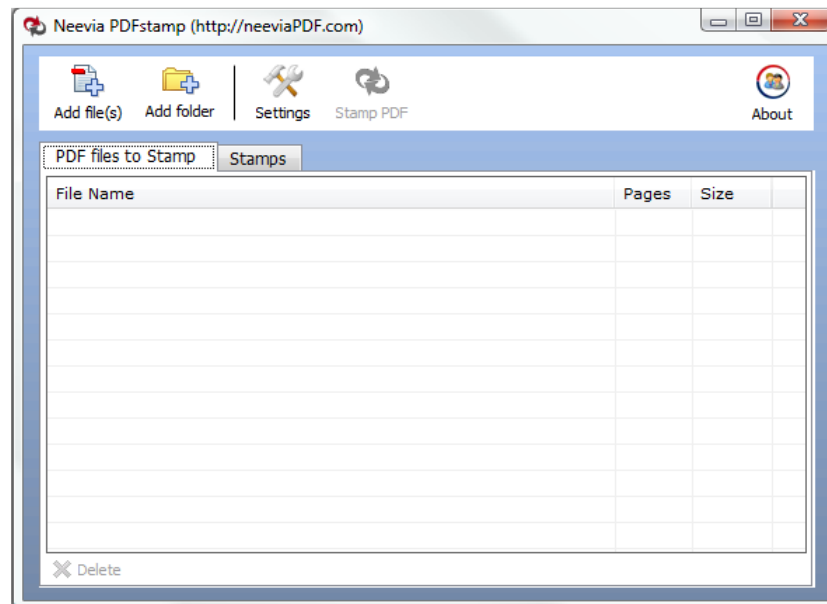 Neevia PDFstamp (http://neeviaPDF.com)
Add file(s) Add folder Settings Stamp PDF About
PDF files to Stamp Stamps
File Name Pages Size
Delete